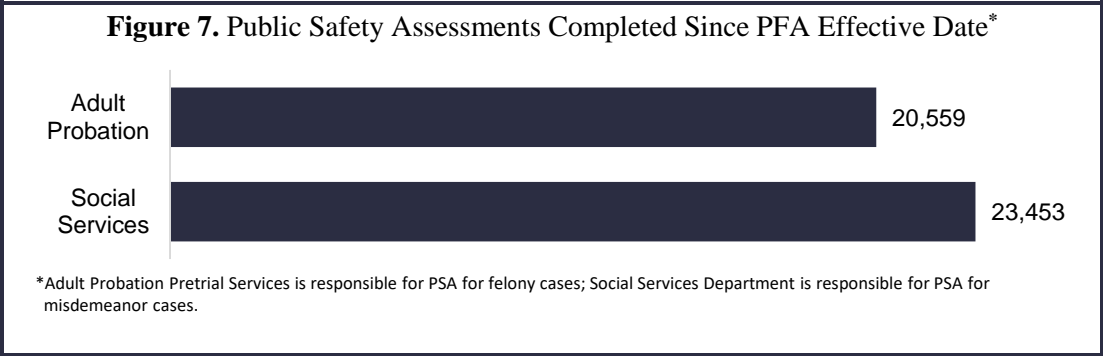 Figure 7. Public Safety Assessments Completed Since PFA Effective Date*
Adult
Probation
20,559
Social
Services
23,453
*Adult Probation Pretrial Services is responsible for PSA for felony cases; Social Services Department is responsible for PSA for
misdemeanor cases.